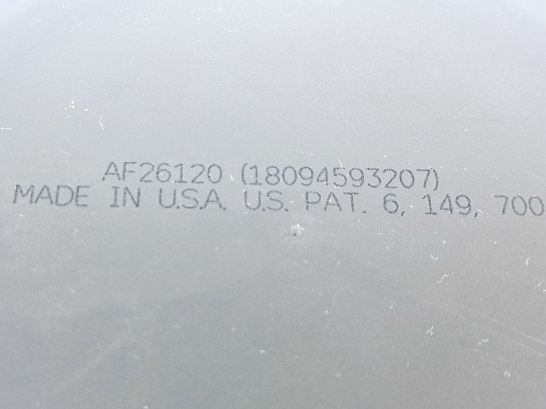 AF26120 (18094593207)
MADE IN U.S.A. U.S. PAT. 6, 149, 700